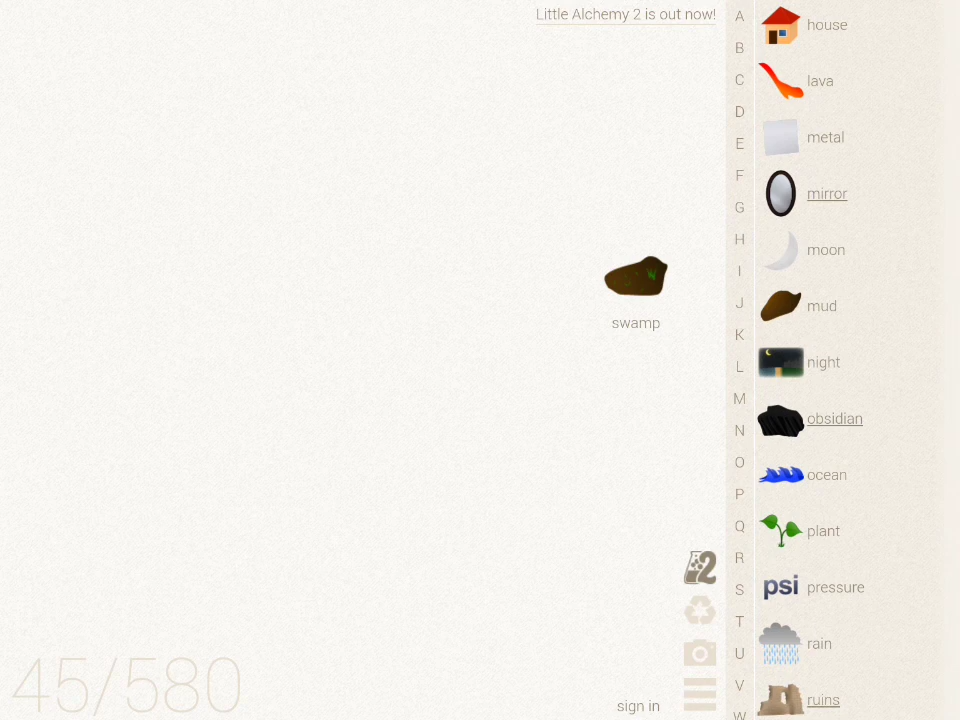 Little Alchemy 2 is out now!
swamp
2
45/580
sign in
A
B
C
D
E
F
G
H
I
J
K
L
M
N
O
P
Q
R
S
T
U
V
W
house
lava
metal
mirror
moon
mud
night
obsidian
ocean
plant
psi pressure
rain
ruins